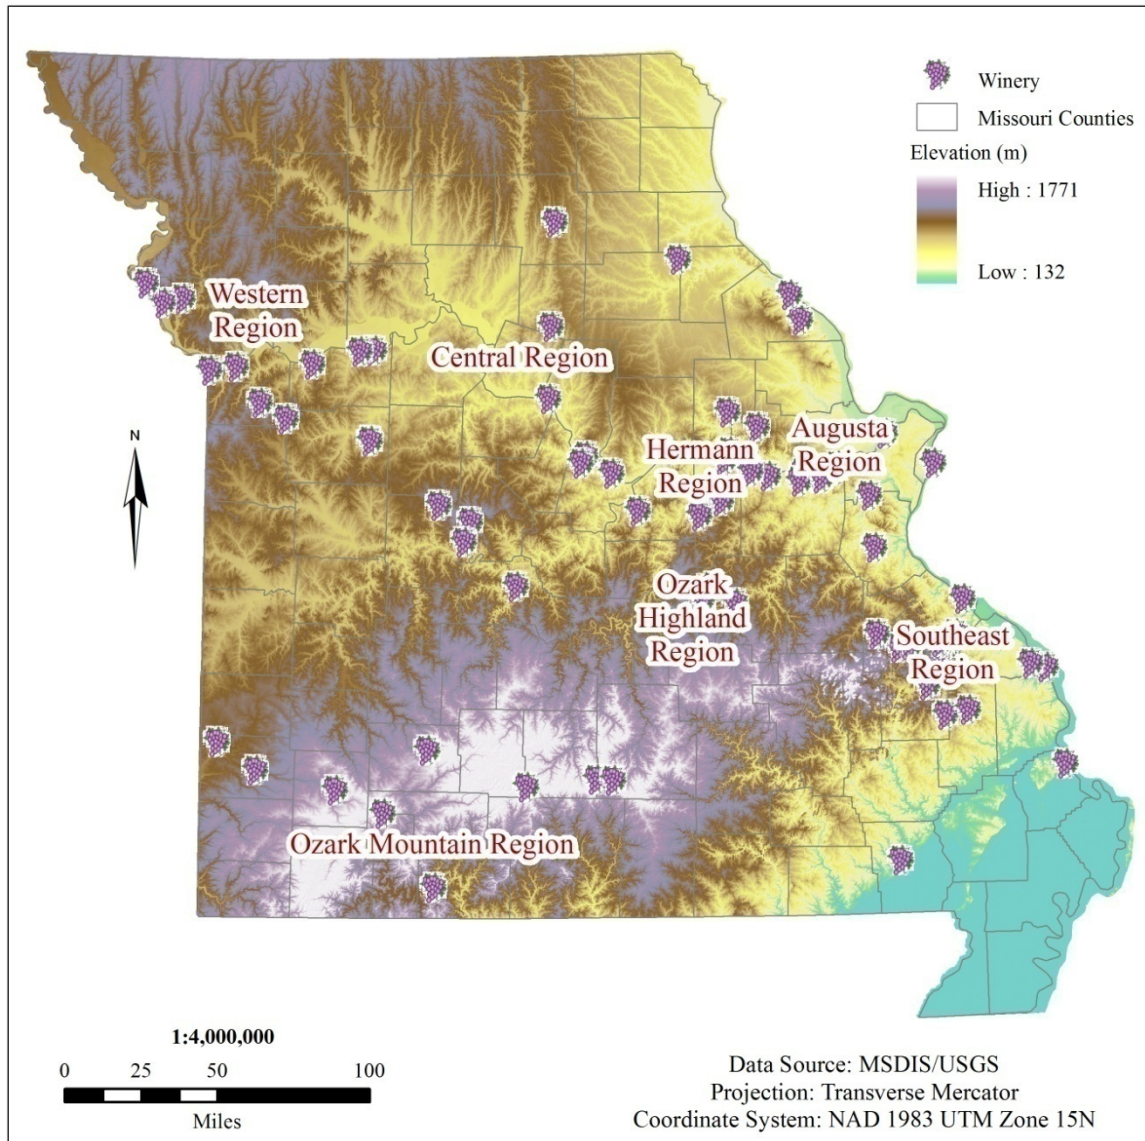 Winery
Missouri Counties
Elevation (m)
High : 1771
Low : 132
Western
Region
Central Region
Hermann
Region
Augusta
Region
N
Ozark
Highland
Region
Southeast
Region
Ozark Mountain Region
1:4,000,000
0 25 50 100
Miles
Data Source: MSDIS/USGS
Projection: Transverse Mercator
Coordinate System: NAD 1983 UTM Zone 15N